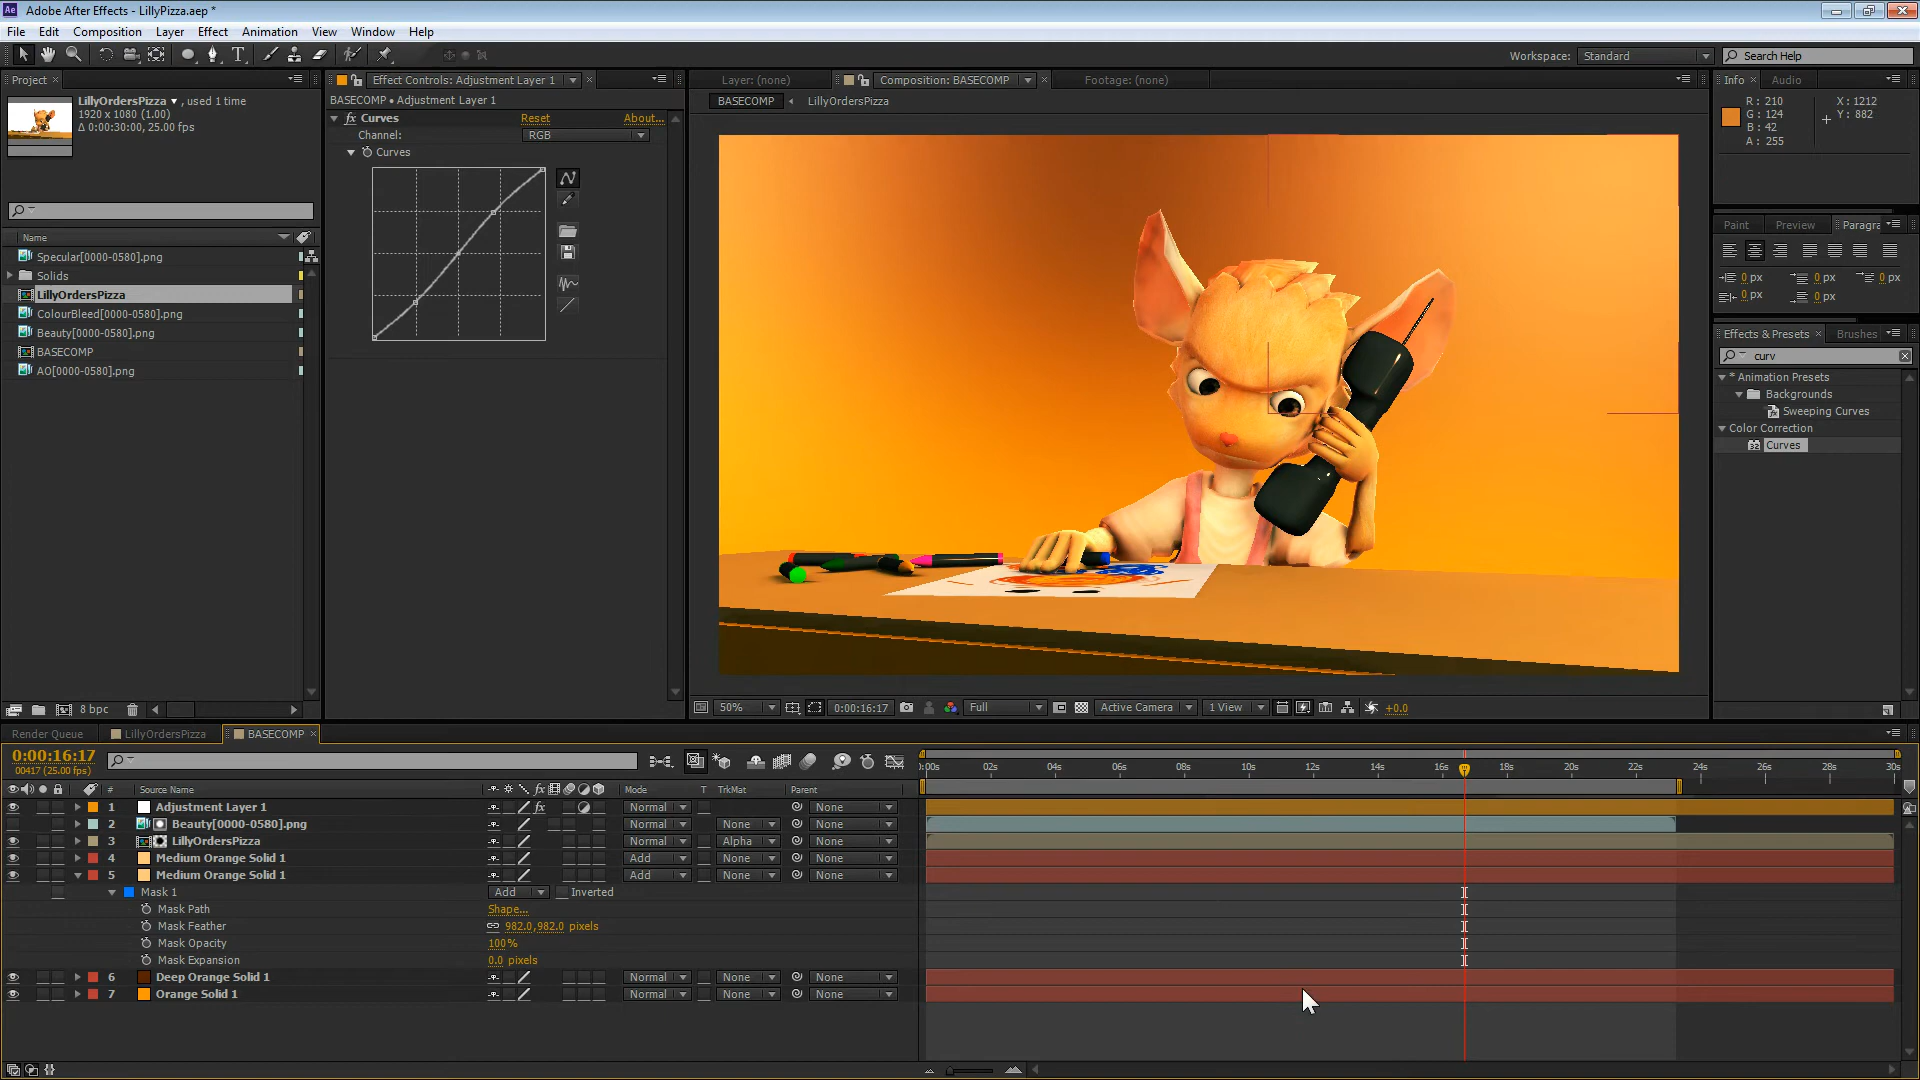 Adobe After Effects - LillyPizza.aep *
File Edit Composition Layer Effect Animation View Window Help
Workspace: Standard Search Help
Project
LillyOrdersPizza , used 1 time
1920 x 1080 (1.00)
Δ 0:00:30:00, 25.00 fps
Name
Specular[0000-0580].png
Solids
LillyOrdersPizza
ColourBleed[0000-0580].png
Beauty[0000-0580].png
BASECOMP
AO[0000-0580].png
8 bpc
Effect Controls: Adjustment Layer 1
BASECOMP • Adjustment Layer 1
fx Curves Reset About...
Channel: RGB
Curves
Layer: (none) Composition: BASECOMP Footage: (none)
BASECOMP LillyOrdersPizza
50% 0:00:16:17 Full Active Camera 1 View +0.0
Info Audio
R: 210 X: 1212
G: 124 Y: 882
B: 42
A: 255
Paint Preview Paragra
0 px 0 px 0 px
0 px 0 px
Effects & Presets Brushes
curv
* Animation Presets
Backgrounds
Sweeping Curves
Color Correction
Curves
Render Queue LillyOrdersPizza BASECOMP
0:00:16:17
00417 (25.00 fps)
# Source Name fx Mode T TrkMat Parent
1 Adjustment Layer 1 fx Normal None
2 Beauty[0000-0580].png Normal None None
3 LillyOrdersPizza Normal Alpha None
4 Medium Orange Solid 1 Add None None
5 Medium Orange Solid 1 Add None None
Mask 1 Add Inverted
Mask Path Shape...
Mask Feather 982.0,982.0 pixels
Mask Opacity 100%
Mask Expansion 0.0 pixels
6 Deep Orange Solid 1 Normal None None
7 Orange Solid 1 Normal None None
:00s 02s 04s 06s 08s 10s 12s 14s 16s 18s 20s 22s 24s 26s 28s 30s